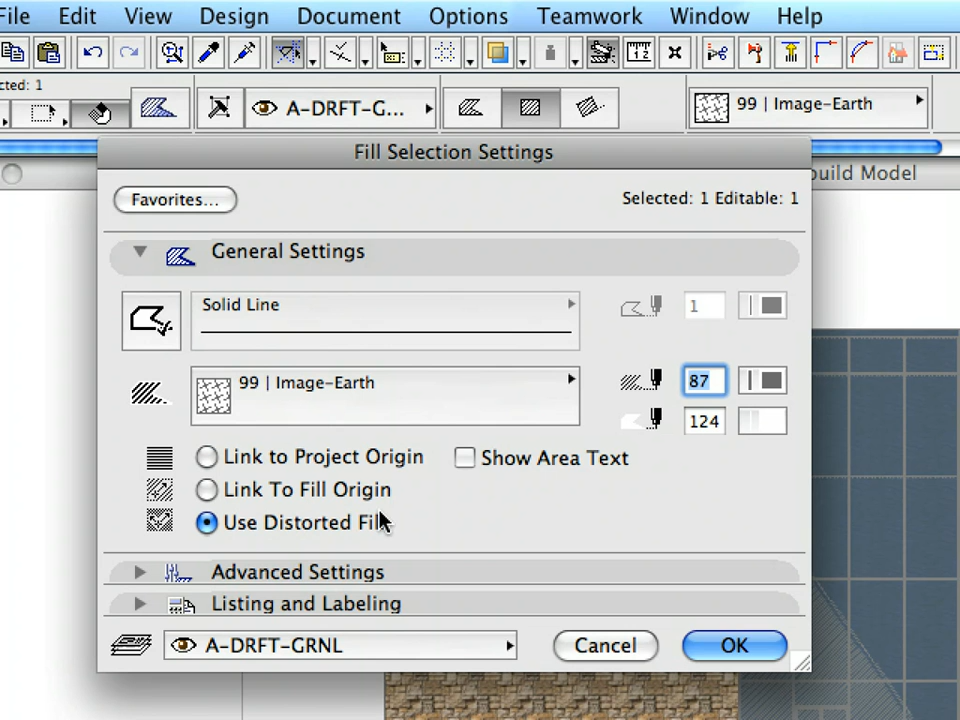 File Edit View Design Document Options Teamwork Window Help
1 2
cted: 1
A-DRFT-G... 99 | Image-Earth
Fill Selection Settings
build Model
Favorites... Selected: 1 Editable: 1
General Settings
Solid Line 1
99 | Image-Earth 87
124
Link to Project Origin Show Area Text
Link To Fill Origin
Use Distorted Fill
Advanced Settings
Listing and Labeling
A-DRFT-GRNL Cancel OK